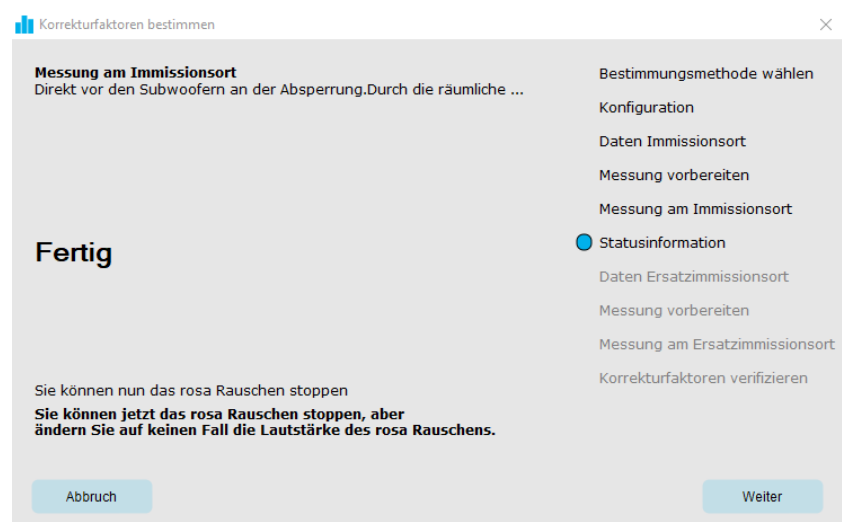 Korrekturfaktoren bestimmen
Messung am Immissionsort
Direkt vor den Subwoofern an der Absperrung.Durch die räumliche ...
Fertig
Sie können nun das rosa Rauschen stoppen
Sie können jetzt das rosa Rauschen stoppen, aber
ändern Sie auf keinen Fall die Lautstärke des rosa Rauschens.
Abbruch
Bestimmungsmethode wählen
Konfiguration
Daten Immissionsort
Messung vorbereiten
Messung am Immissionsort
Statusinformation
Daten Ersatzimmissionsort
Messung vorbereiten
Messung am Ersatzimmissionsort
Korrekturfaktoren verifizieren
Weiter